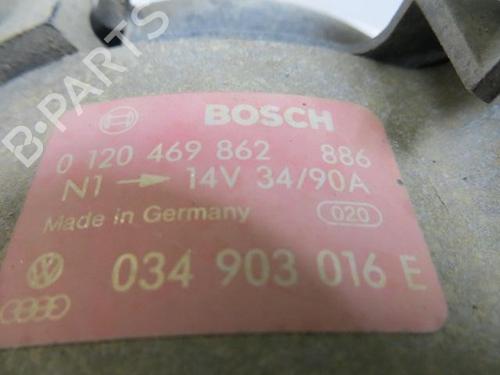 B-PARTS
BOSCH
0 120 469 862 886
N1 → 14V 34/90A
Made in Germany 020
034 903 016 E